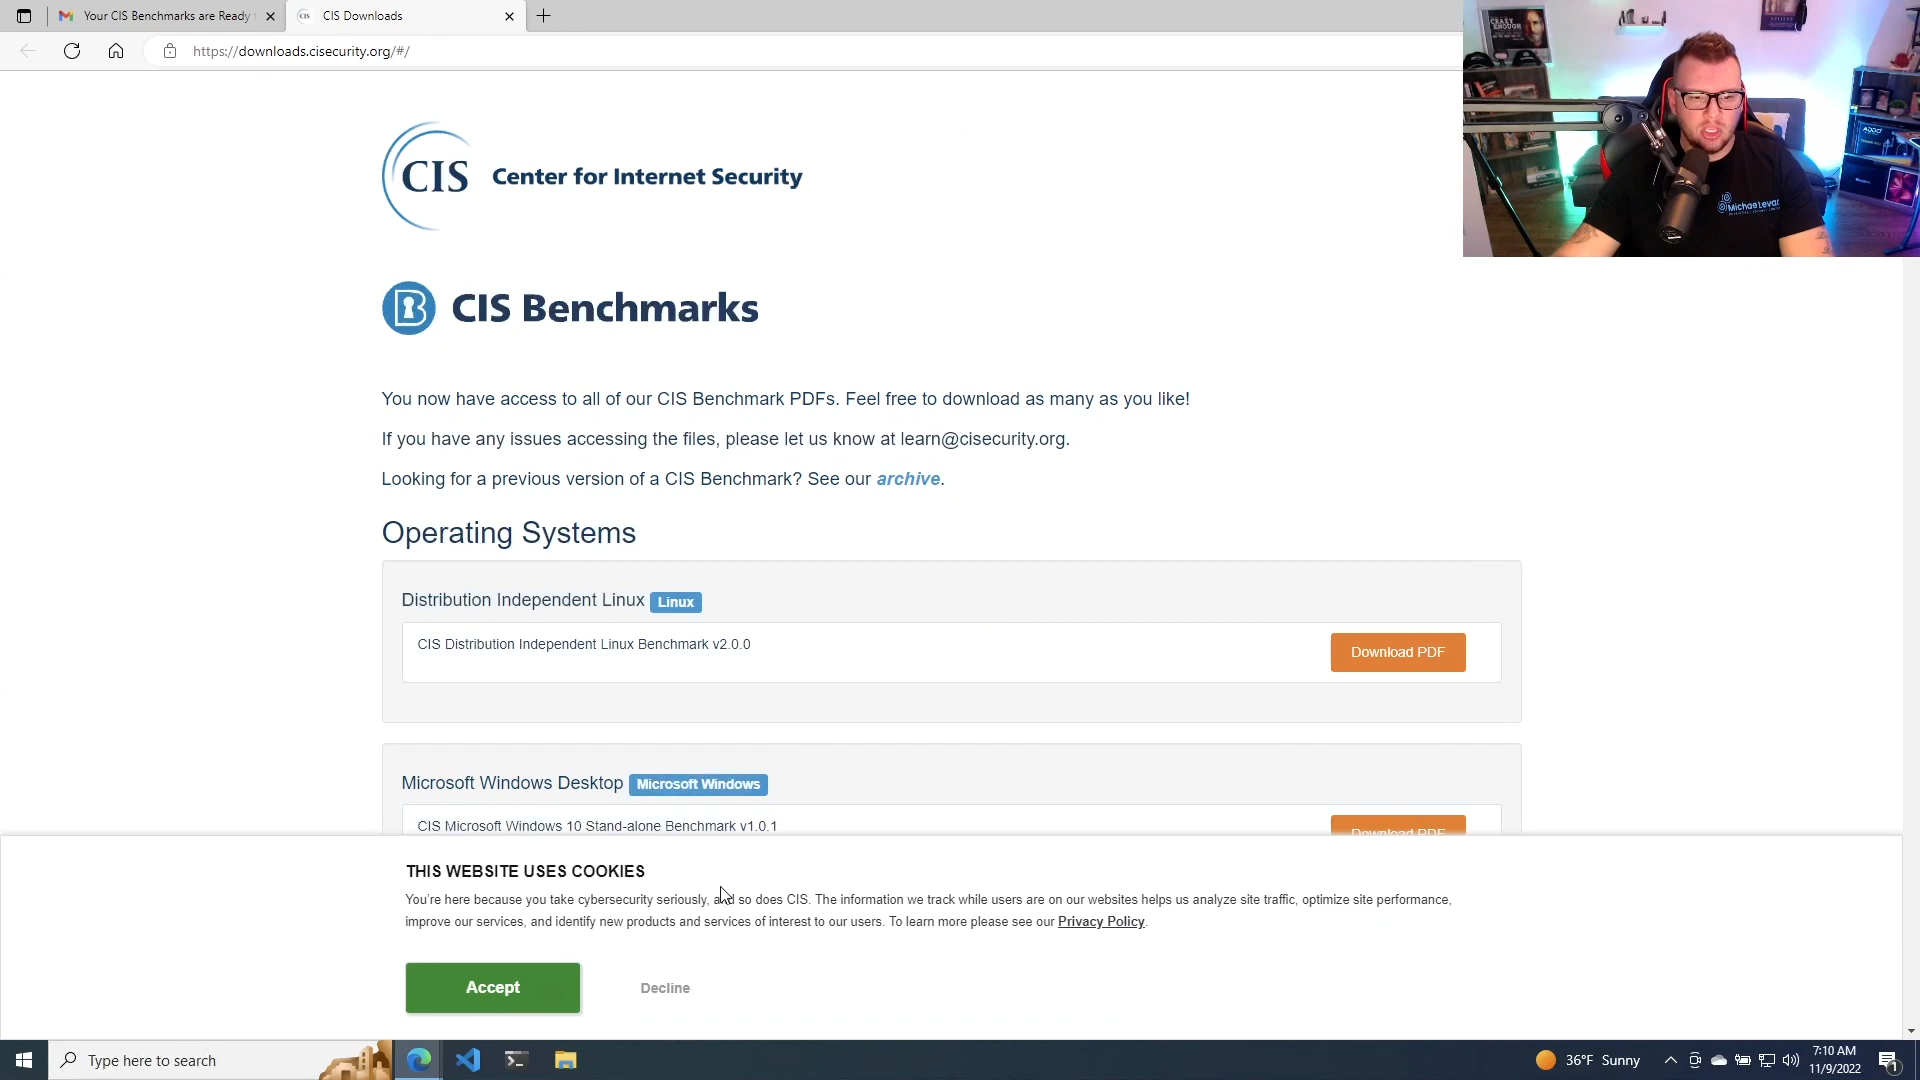 Your CIS Benchmarks are Ready
CIS Downloads
https://downloads.cisecurity.org/#/
CRAZY
ENOUGH
MichaelLevan
CIS Center for Internet Security
CIS Benchmarks
You now have access to all of our CIS Benchmark PDFs. Feel free to download as many as you like!
If you have any issues accessing the files, please let us know at learn@cisecurity.org.
Looking for a previous version of a CIS Benchmark? See our archive.
Operating Systems
Distribution Independent Linux Linux
CIS Distribution Independent Linux Benchmark v2.0.0
Download PDF
Microsoft Windows Desktop Microsoft Windows
CIS Microsoft Windows 10 Stand-alone Benchmark v1.0.1
Download PDF
THIS WEBSITE USES COOKIES
You're here because you take cybersecurity seriously, and so does CIS. The information we track while users are on our websites helps us analyze site traffic, optimize site performance,
improve our services, and identify new products and services of interest to our users. To learn more please see our Privacy Policy.
Accept
Decline
Type here to search
36°F Sunny
7:10 AM
11/9/2022
1